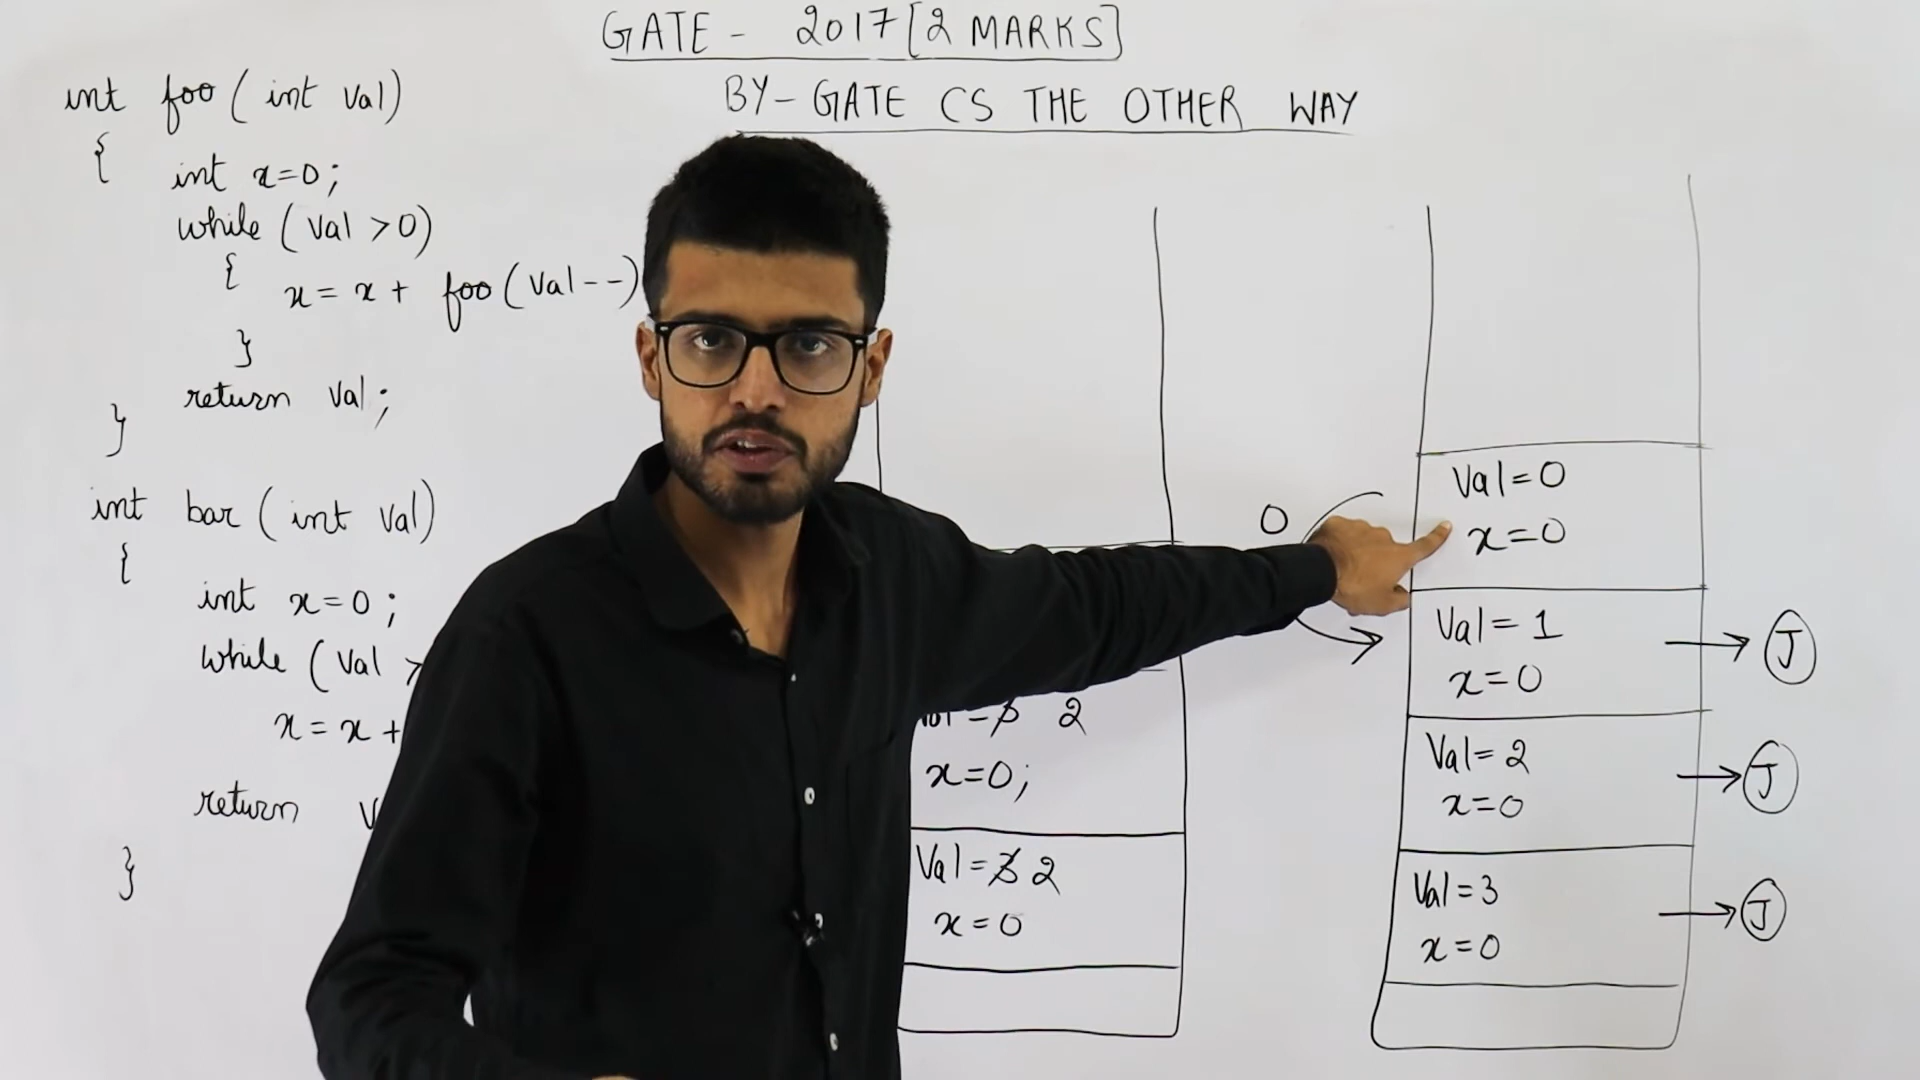 GATE - 2017 [2 MARKS]
BY - GATE CS THE OTHER WAY
int foo (int val)
{
int x=0;
while (val >0)
{
x = x + foo (val--)
}
return val;
}
int bar (int val)
{
int x=0;
while (val >
x = x +
return
}
2
x=0;
Val = 3 2
x=0
0
Val=0
x=0
Val=1
x=0
J
Val=2
x=0
J
Val=3
x=0
J